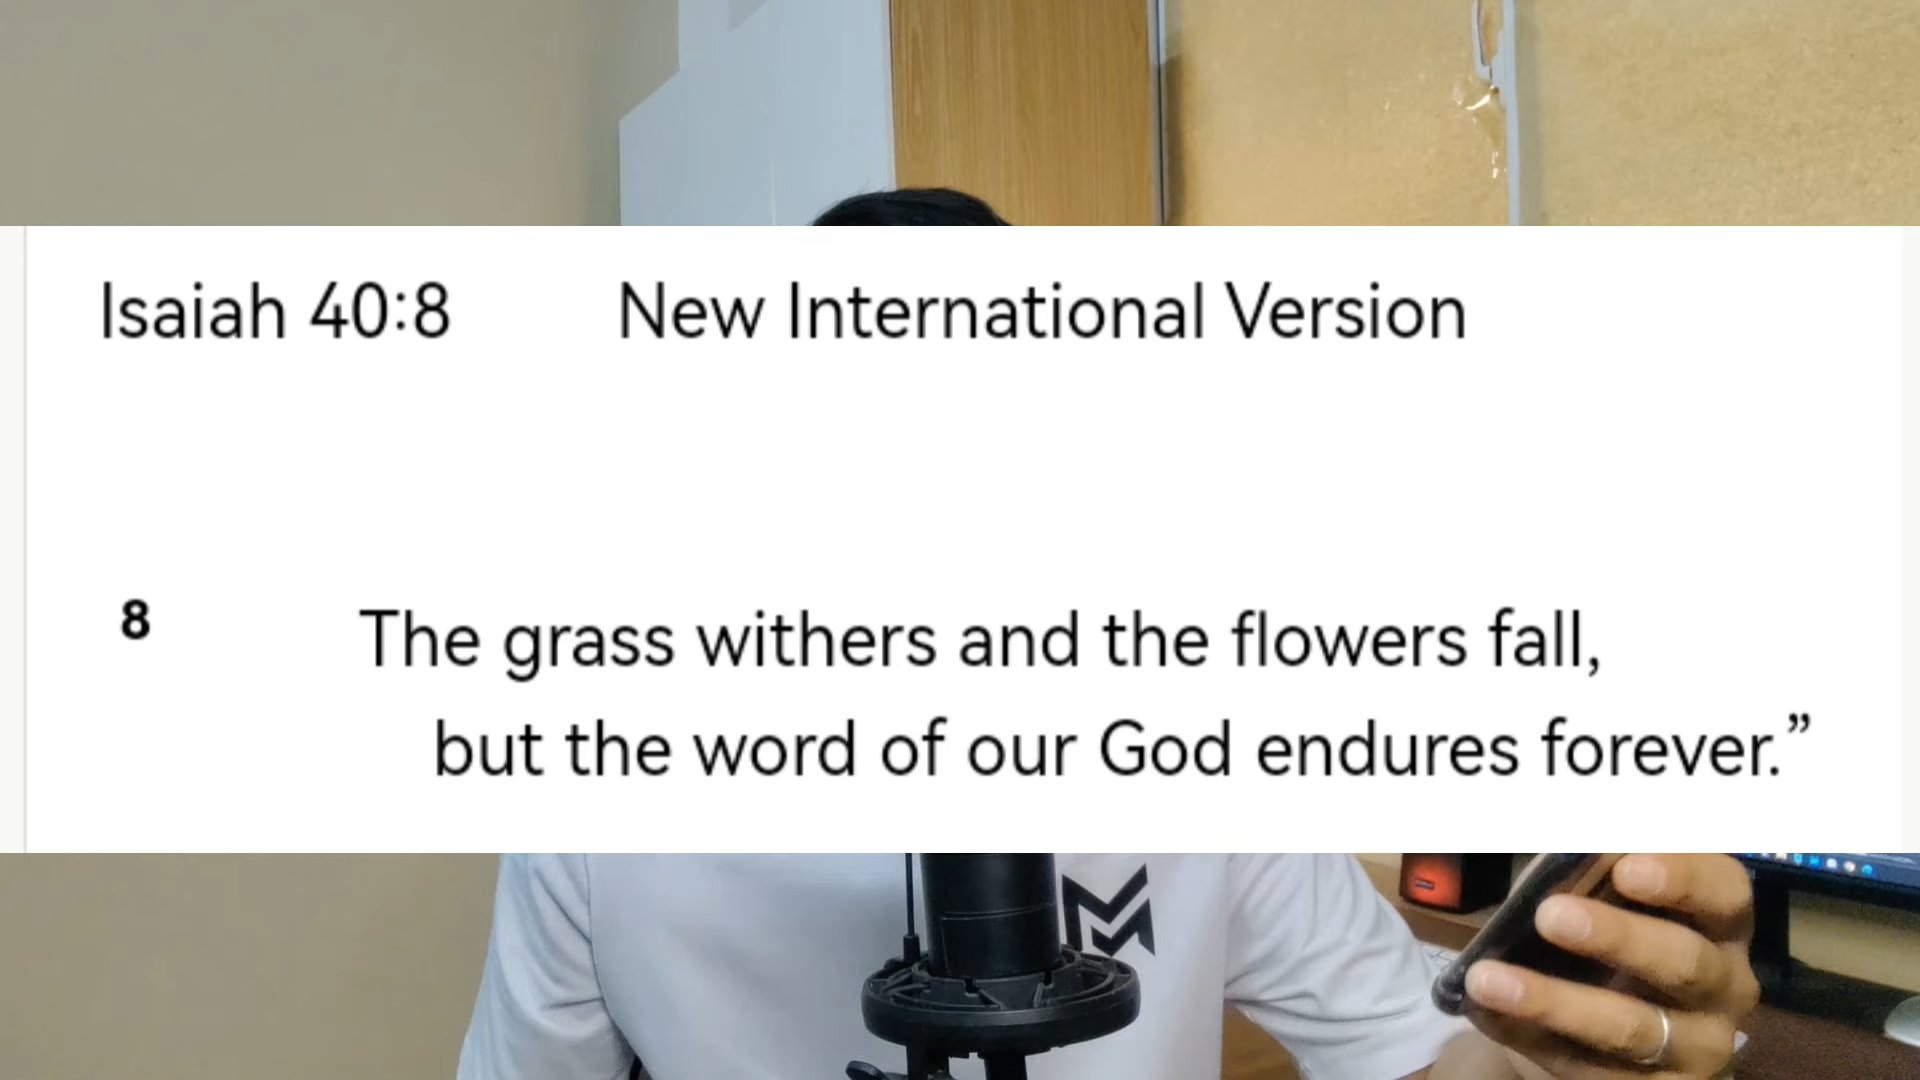 Isaiah 40:8 New International Version
8 The grass withers and the flowers fall,
but the word of our God endures forever.”